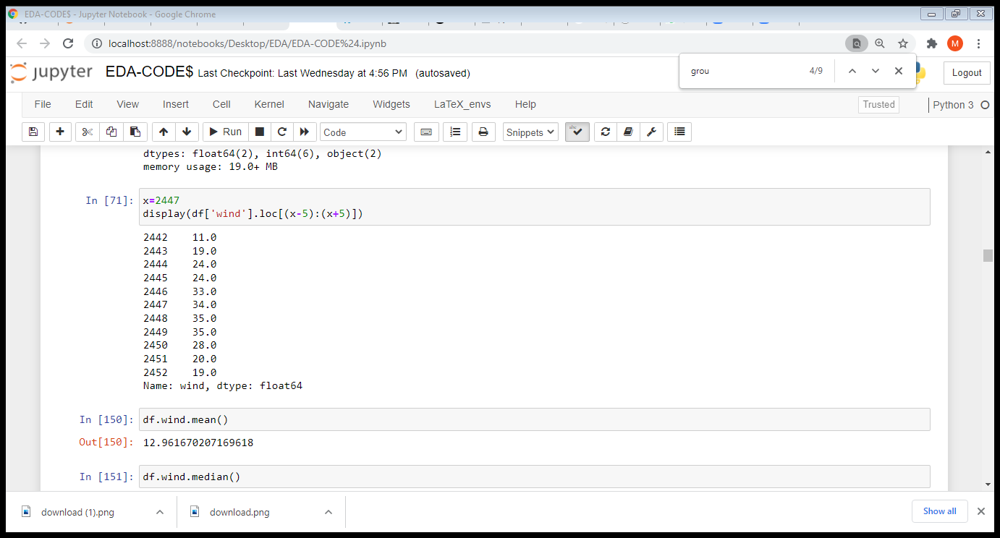 EDA-CODE$ - Jupyter Notebook - Google Chrome
localhost:8888/notebooks/Desktop/EDA/EDA-CODE%24.ipynb
M
grou 4/9
jupyter EDA-CODE$ Last Checkpoint: Last Wednesday at 4:56 PM (autosaved)
Logout
File Edit View Insert Cell Kernel Navigate Widgets LaTeX_envs Help
Trusted Python 3
Run Code Snippets abc
dtypes: float64(2), int64(6), object(2)
memory usage: 19.0+ MB
In [71]: x=2447
display(df['wind'].loc[(x-5):(x+5)])
2442 11.0
2443 19.0
2444 24.0
2445 24.0
2446 33.0
2447 34.0
2448 35.0
2449 35.0
2450 28.0
2451 20.0
2452 19.0
Name: wind, dtype: float64
In [150]: df.wind.mean()
Out[150]: 12.961670207169618
In [151]: df.wind.median()
download (1).png download.png Show all